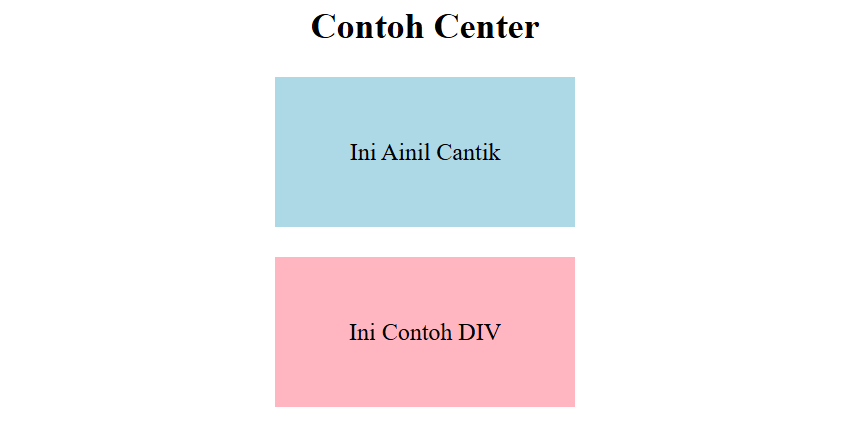 Contoh Center
Ini Ainil Cantik
Ini Contoh DIV